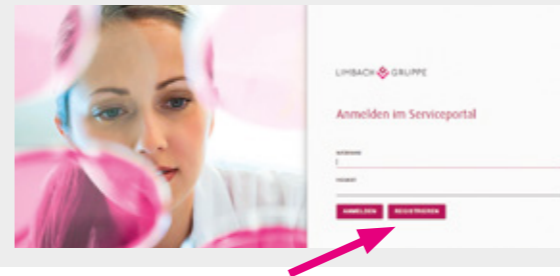 LIMBACH GRUPPE
Anmelden im Serviceportal
ANMELDEN REGISTRIEREN